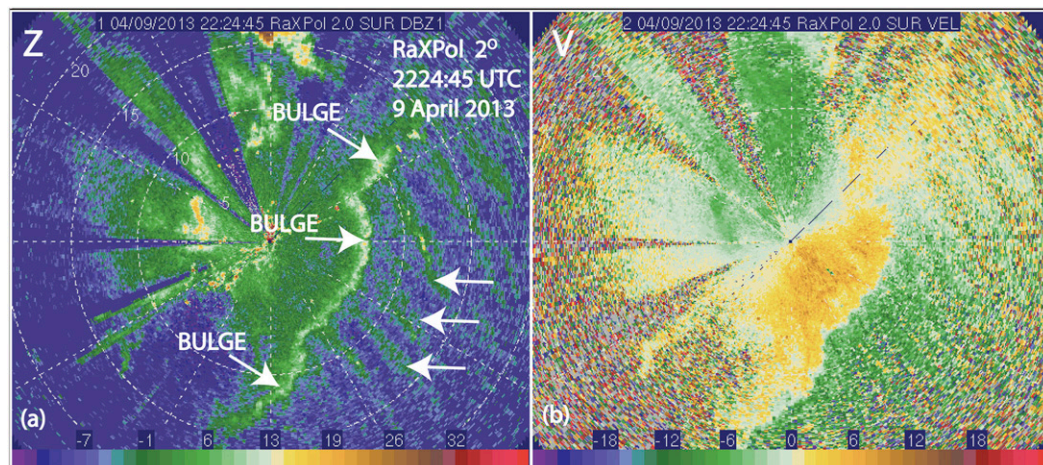 1 04/09/2013 22:24:45 RaXPol 2.0 SUR DBZ1
Z
RaXPol 2º
2224:45 UTC
9 April 2013
20
15
10
5
BULGE
BULGE
BULGE
(a)
-7 -1 6 13 19 26 32
2 04/09/2013 22:24:45 RaXPol 2.0 SUR VEL
V
(b)
-18 -12 -6 0 6 12 18